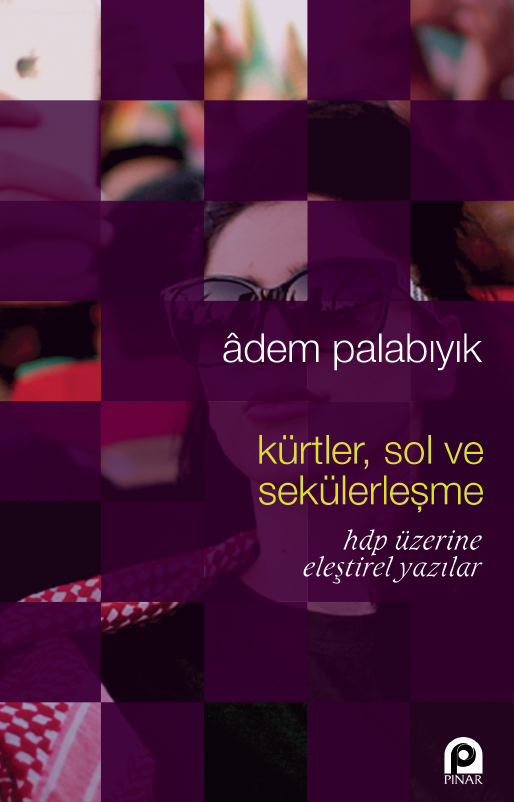 âdem palabıyık
kürtler, sol ve
sekülerleşme
hdp üzerine
eleştirel yazılar
PINAR